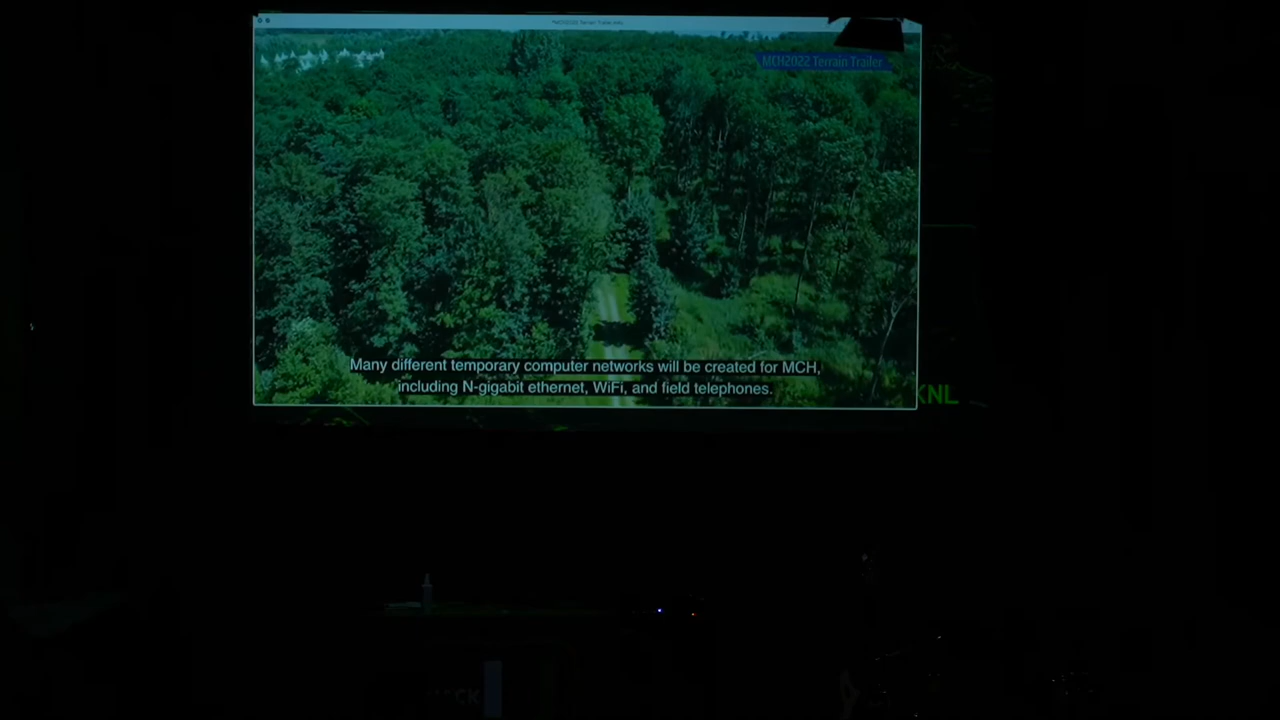 MCH2022 Terrain Trailer
Many different temporary computer networks will be created for MCH,
including N-gigabit ethernet, WiFi, and field telephones.
KNL